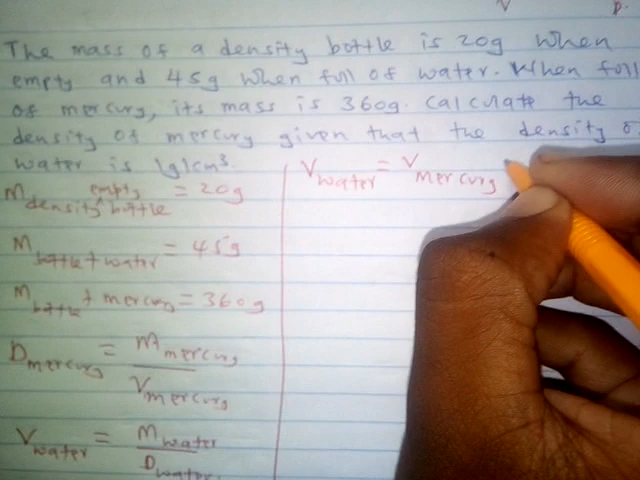 The mass of a density bottle is 20g when
empty and 45g when full of water. When full
of mercury, its mass is 360g. Calculate the
density of mercury given that the density o
water is 1g/cm³.
M empty density bottle = 20g
M bottle + water = 45g
M bottle + mercury = 360g
D mercury = M mercury / V mercury
V water = M water / D water
V water = V mercury